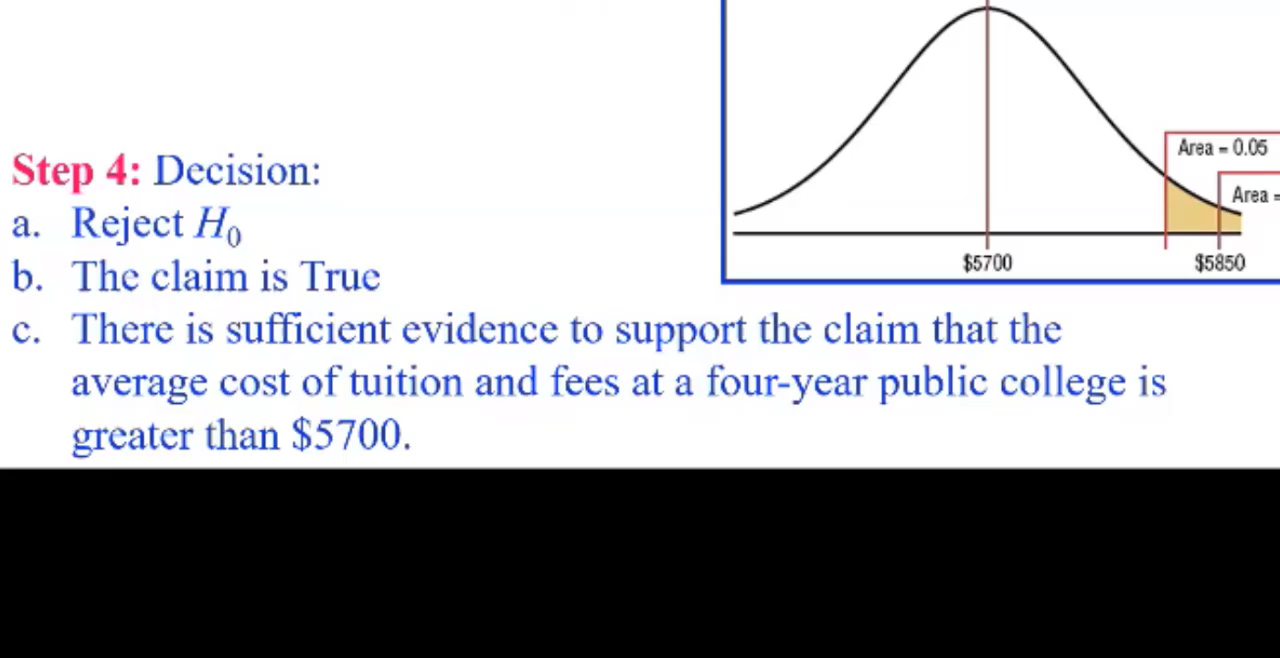 Area = 0.05
Area =
$5700
$5850
Step 4: Decision:
a. Reject H0
b. The claim is True
c. There is sufficient evidence to support the claim that the
average cost of tuition and fees at a four-year public college is
greater than $5700.